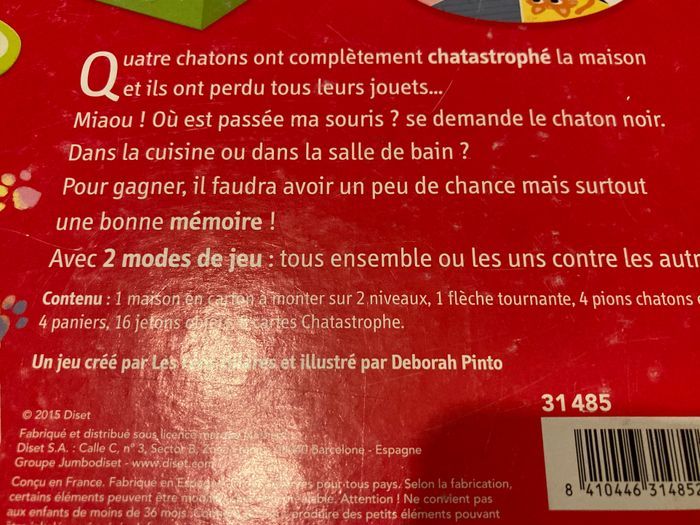 Quatre chatons ont complètement chatastrophé la maison
et ils ont perdu tous leurs jouets...
Miaou ! Où est passée ma souris ? se demande le chaton noir.
Dans la cuisine ou dans la salle de bain ?
Pour gagner, il faudra avoir un peu de chance mais surtout
une bonne mémoire !
Avec 2 modes de jeu : tous ensemble ou les uns contre les autr
Contenu : 1 maison en carton à monter sur 2 niveaux, 1 flèche tournante, 4 pions chatons
4 paniers, 16 jetons objets, cartes Chatastrophe.
Un jeu créé par Les et illustré par Deborah Pinto
© 2015 Diset
31 485
Fabriqué et distribué sous licence
Diset S.A. : Calle C, n° 3, Sector B, Barcelone - Espagne
Groupe Jumbodiset - www.diset.com
Conçu en France. Fabriqué en Espagne. pour tous pays. Selon la fabrication,
certains éléments peuvent être Attention ! Ne convient pas
aux enfants de moins de 36 mois. produire des petits éléments pouvant
8 410446 314852